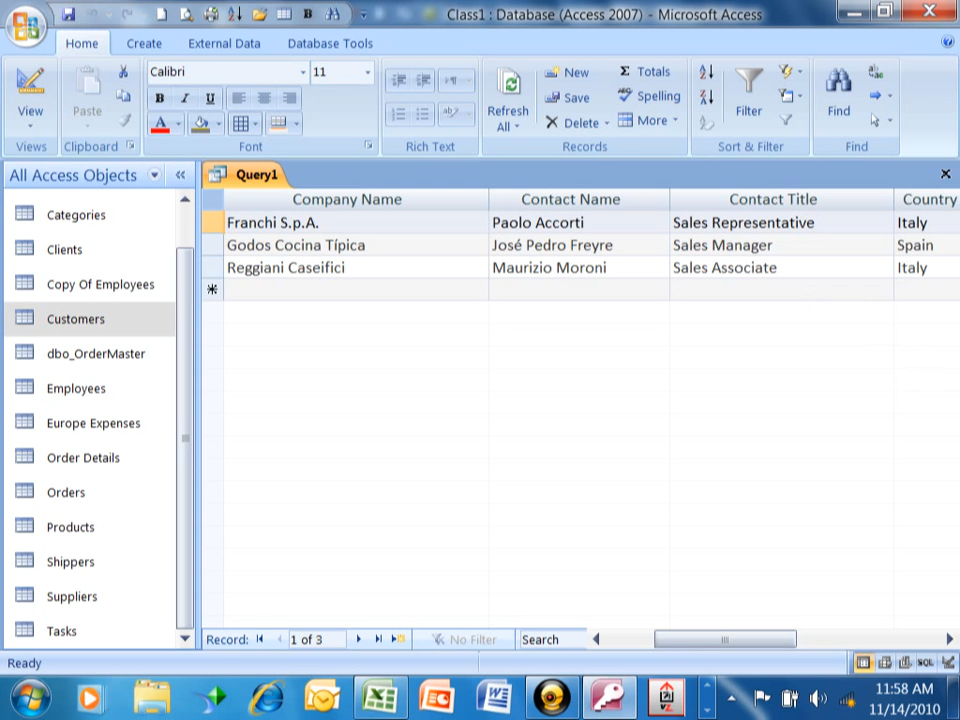 Class1 : Database (Access 2007) - Microsoft Access
Home Create External Data Database Tools
View
Paste
Calibri 11
B I U
A
Refresh All
New
Save
Delete
Totals
Spelling
More
Filter
Find
Views Clipboard Font Rich Text Records Sort & Filter Find
All Access Objects
Query1
Company Name Contact Name Contact Title Country
Franchi S.p.A. Paolo Accorti Sales Representative Italy
Godos Cocina Típica José Pedro Freyre Sales Manager Spain
Reggiani Caseifici Maurizio Moroni Sales Associate Italy
Categories
Clients
Copy Of Employees
Customers
dbo_OrderMaster
Employees
Europe Expenses
Order Details
Orders
Products
Shippers
Suppliers
Tasks
Record: 1 of 3 No Filter Search
Ready SQL
11:58 AM
11/14/2010